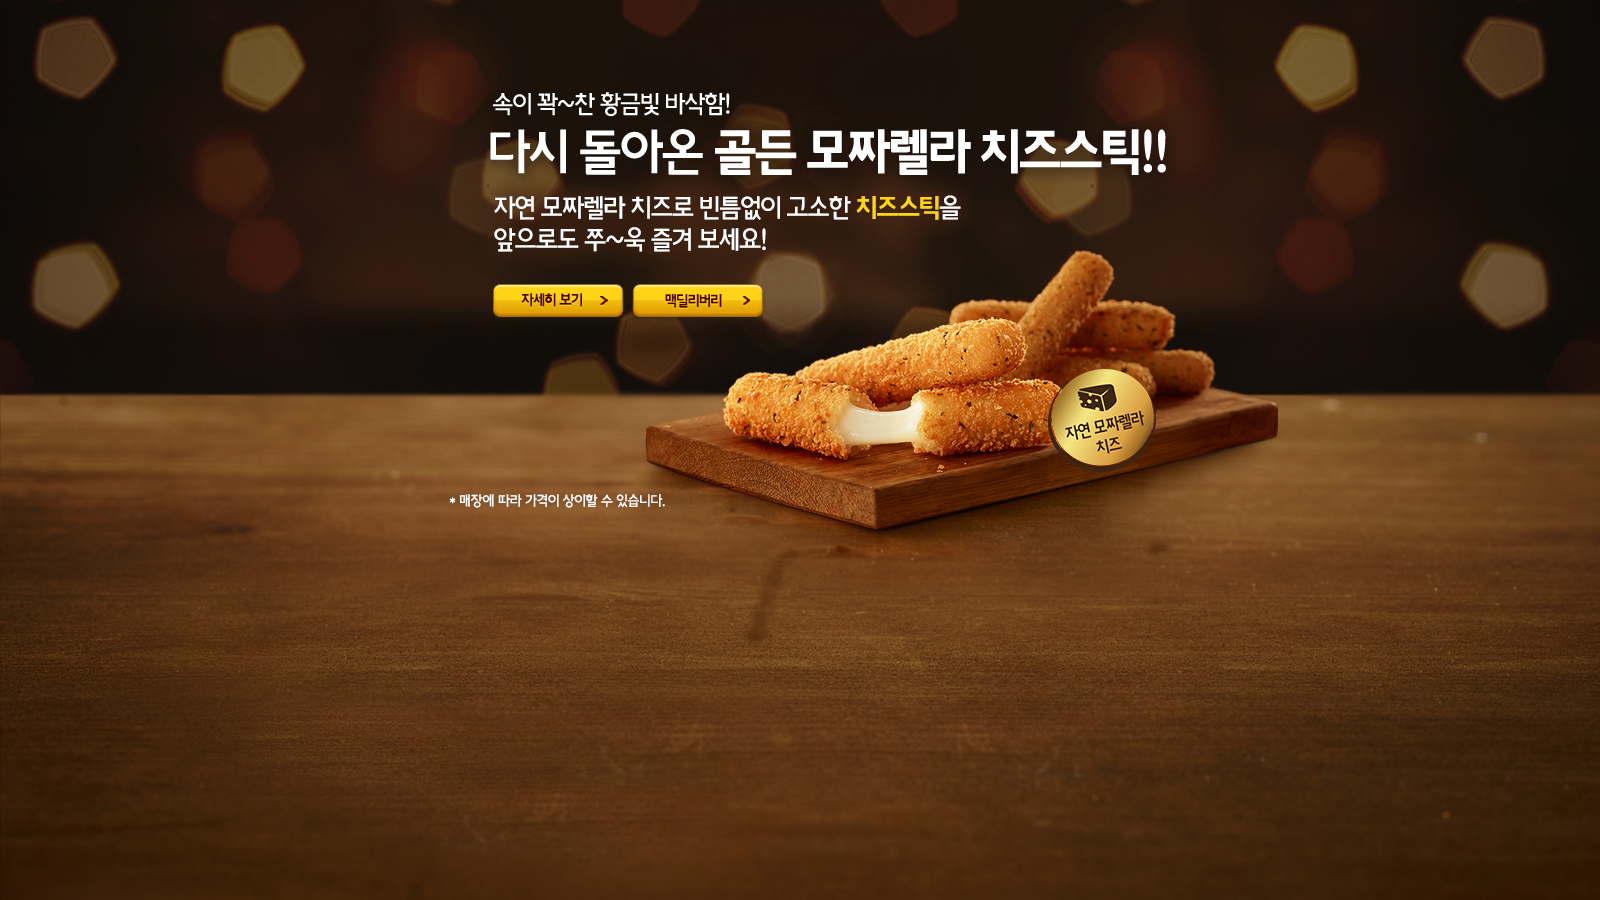 속이 꽉~찬 황금빛 바삭함!
다시 돌아온 골든 모짜렐라 치즈스틱!!
자연 모짜렐라 치즈로 빈틈없이 고소한 치즈스틱을
앞으로도 쭈~욱 즐겨 보세요!
자세히 보기 >
맥딜리버리 >
자연 모짜렐라
치즈
* 매장에 따라 가격이 상이할 수 있습니다.